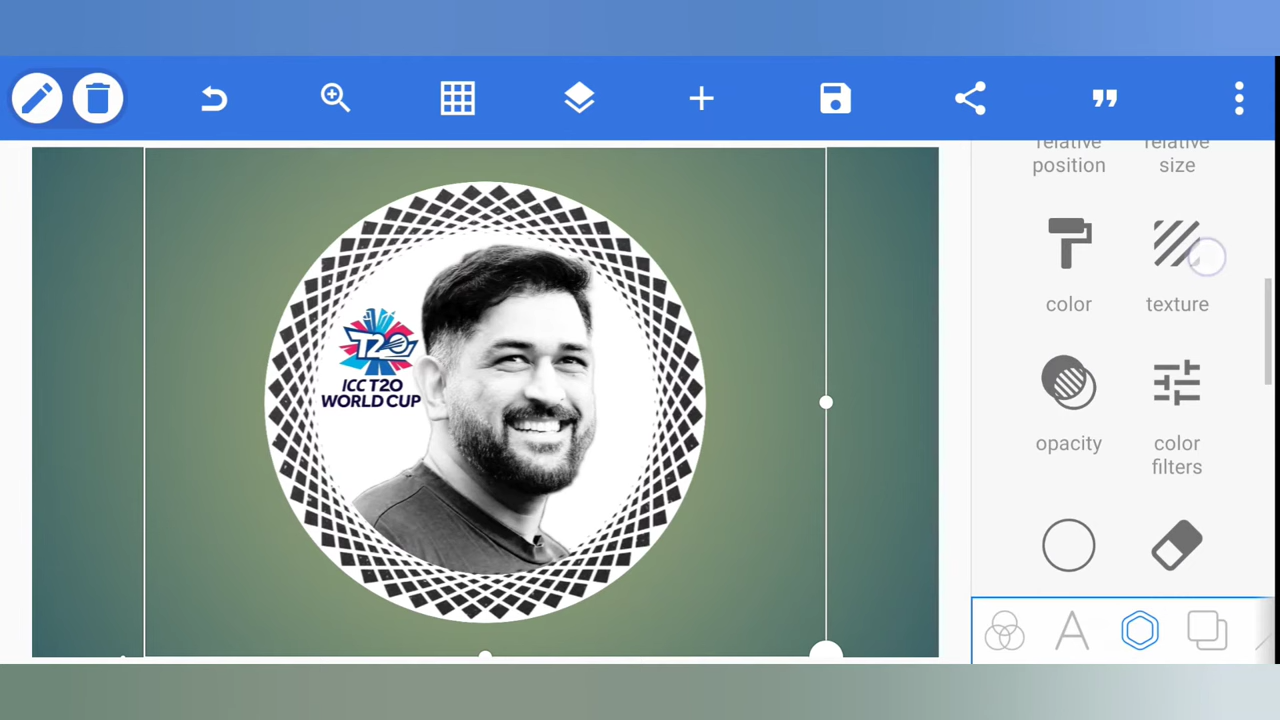 relative
position
relative
size
color
texture
opacity
color
filters
T20
ICC T20
WORLD CUP